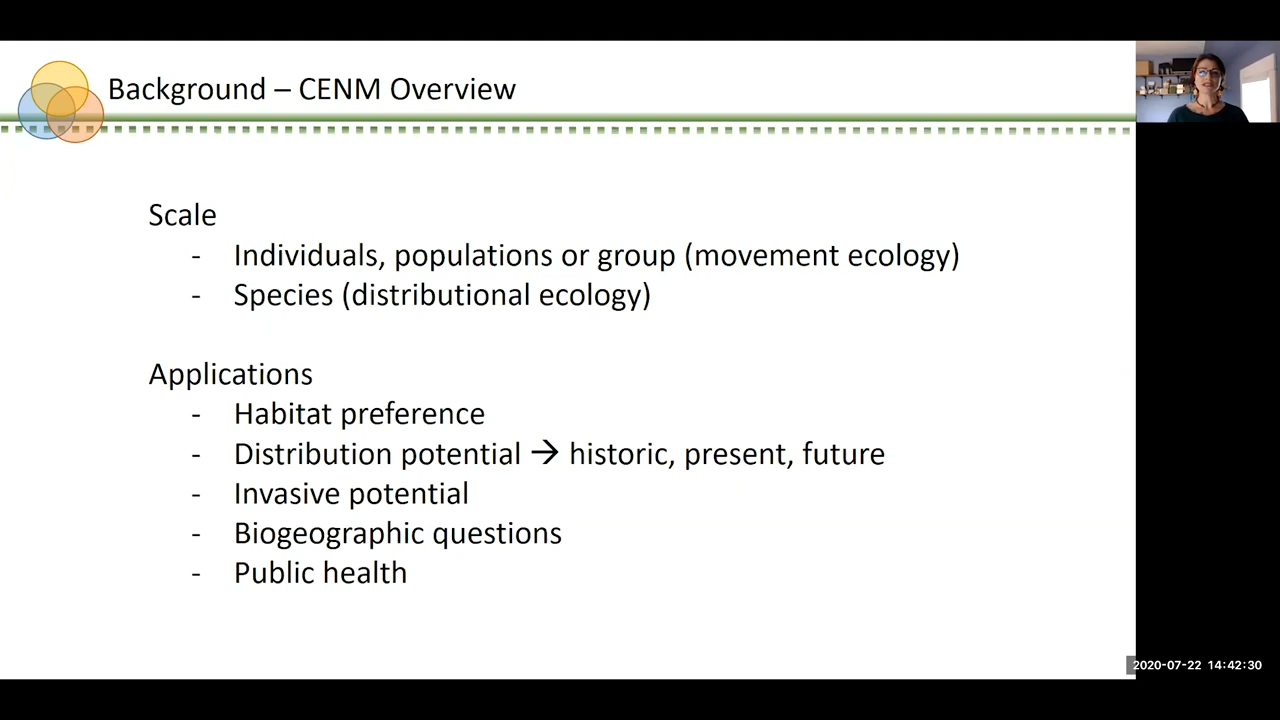 Background – CENM Overview
Scale
- Individuals, populations or group (movement ecology)
- Species (distributional ecology)
Applications
- Habitat preference
- Distribution potential → historic, present, future
- Invasive potential
- Biogeographic questions
- Public health
2020-07-22 14:42:30